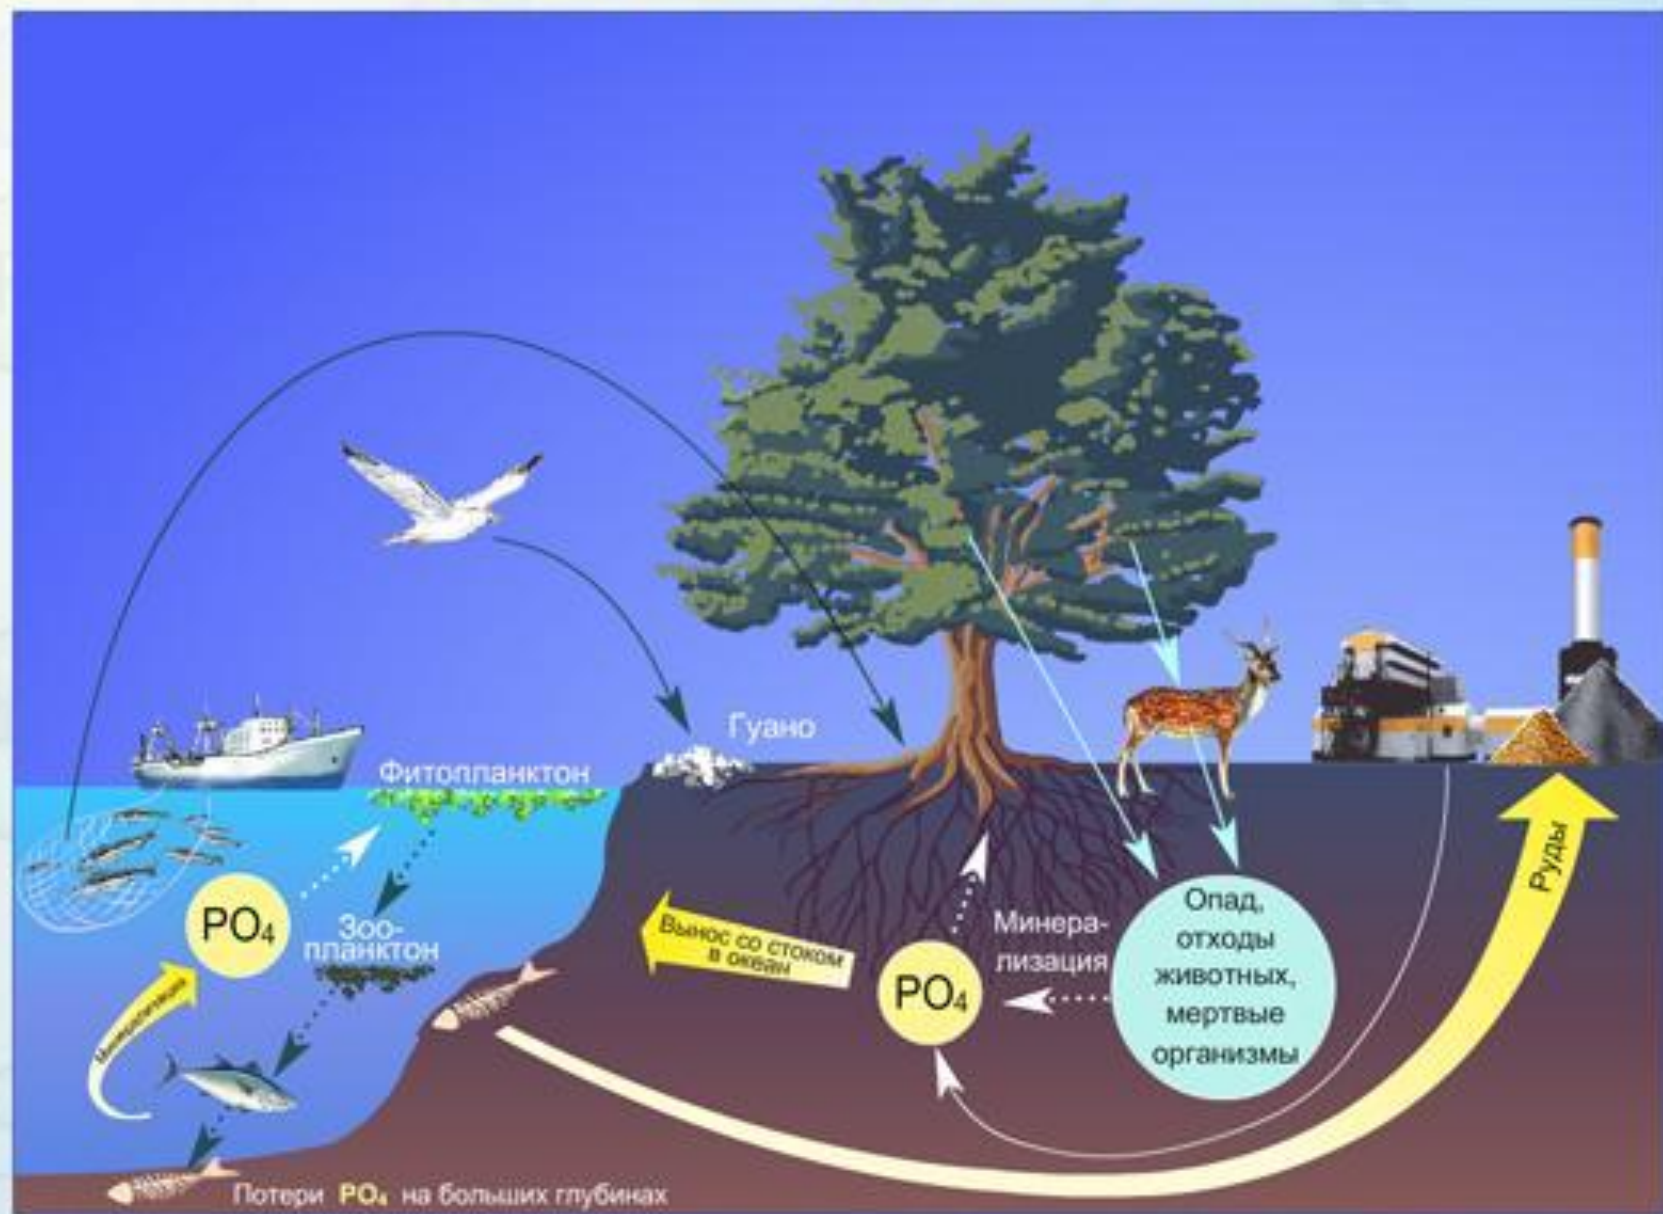 Гуано
Фитопланктон
PO₄
Зоо-
планктон
Минерализация
Вынос со стоком
в океан
PO₄
Минера-
лизация
Опад,
отходы
животных,
мертвые
организмы
Руды
Потери PO₄ на больших глубинах